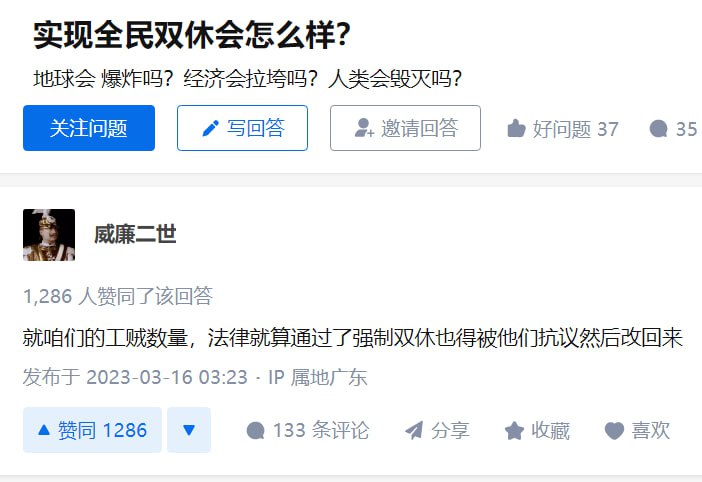 实现全民双休会怎么样？
地球会 爆炸吗？经济会拉垮吗？人类会毁灭吗？
关注问题 写回答 邀请回答 好问题 37 35
威廉二世
1,286 人赞同了该回答
就咱们的工贼数量，法律就算通过了强制双休也得被他们抗议然后改回来
发布于 2023-03-16 03:23 · IP 属地广东
赞同 1286 133 条评论 分享 收藏 喜欢